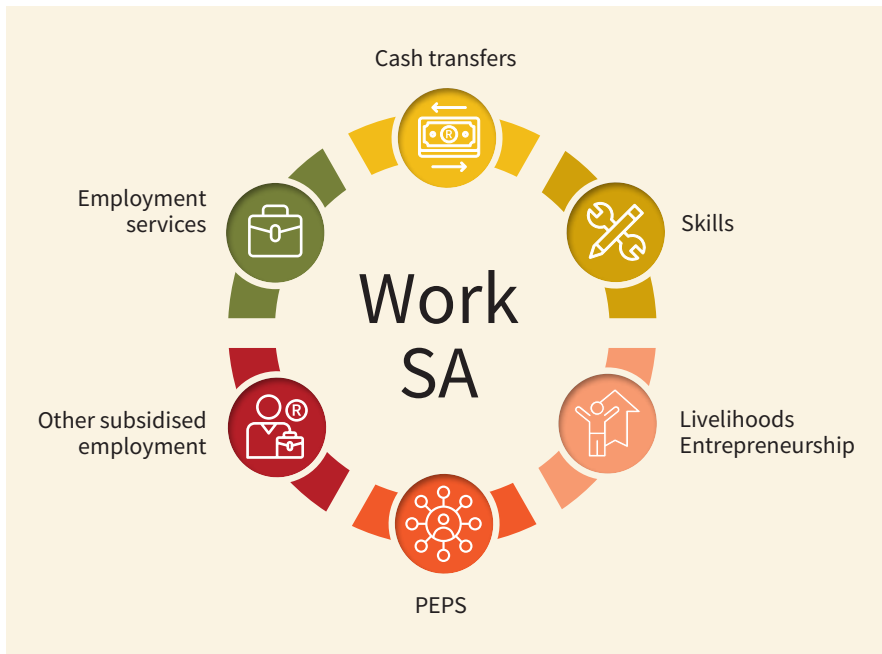 Cash transfers
R
Employment
services
Skills
Work
SA
Other subsidised
employment
R
Livelihoods
Entrepreneurship
PEPS